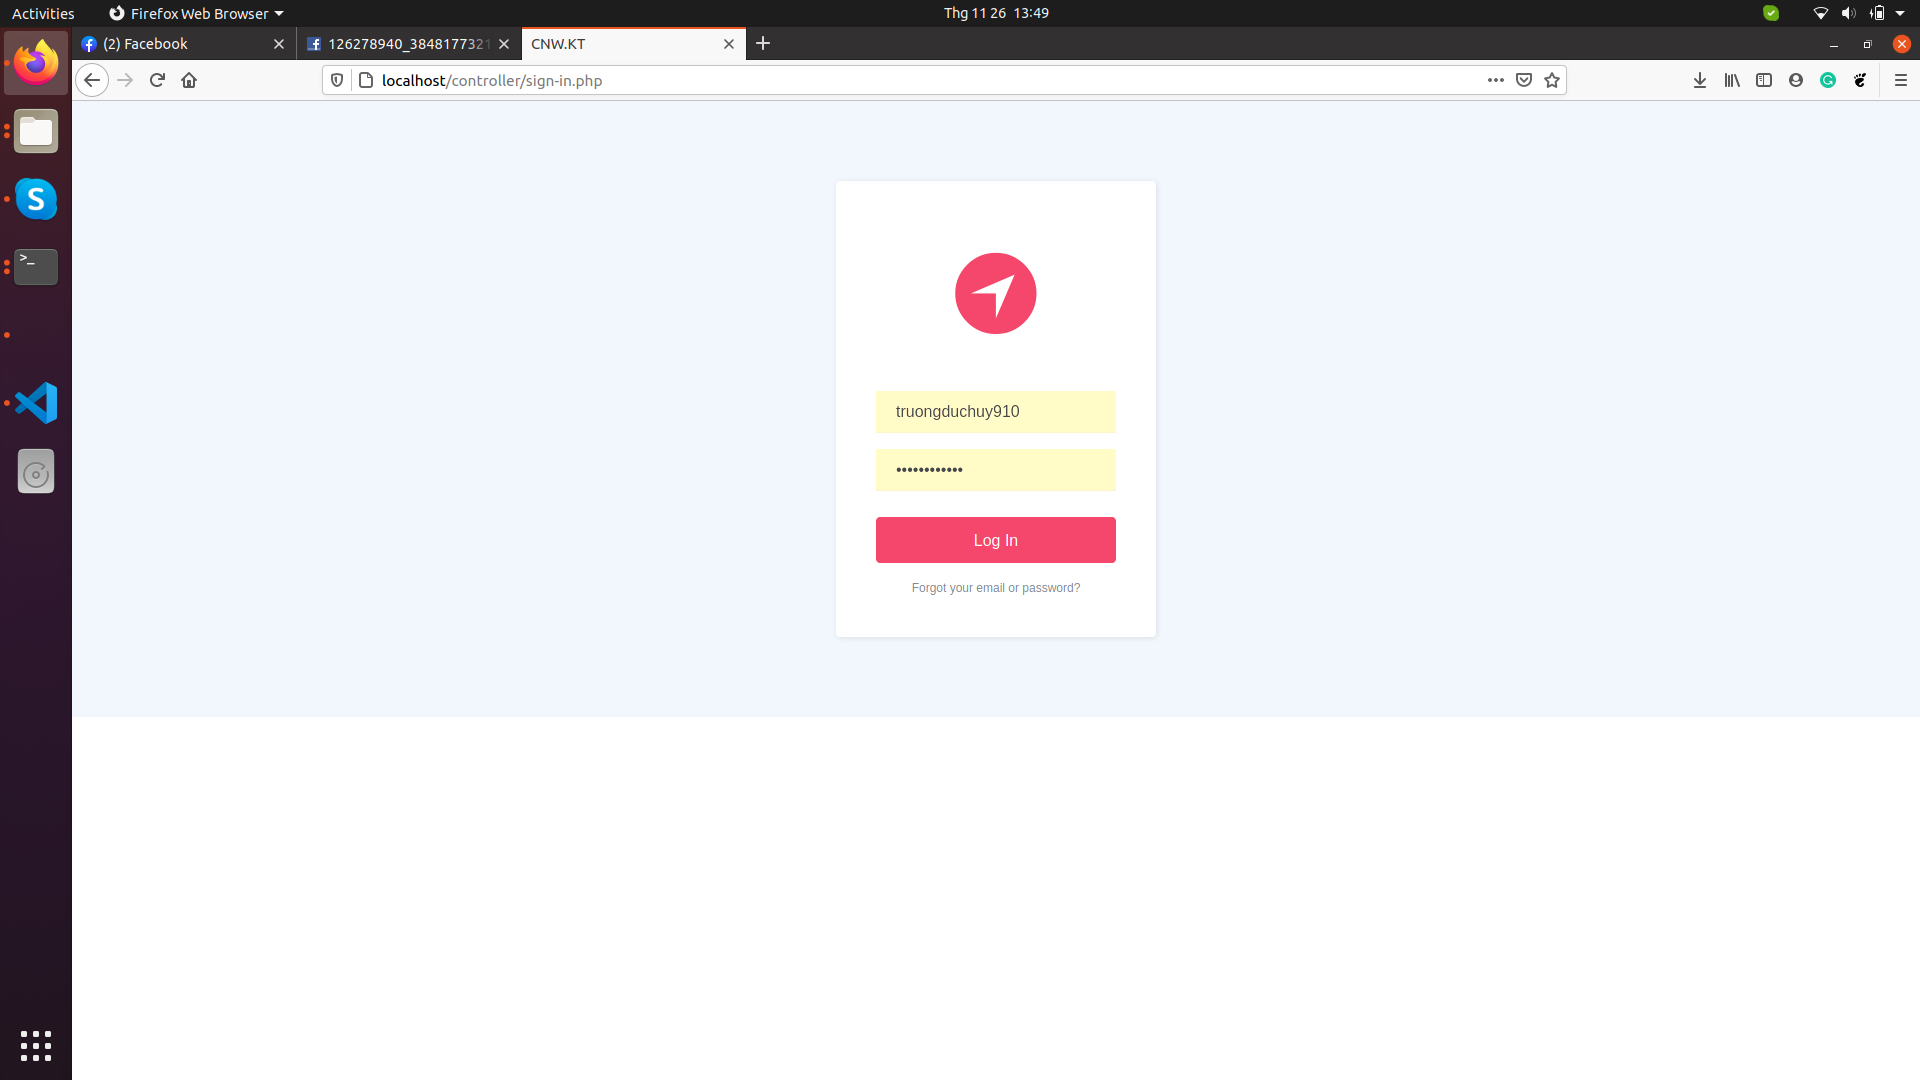 Activities
Firefox Web Browser
Thg 11 26 13:49
(2) Facebook
126278940_3848177321
CNW.KT
localhost/controller/sign-in.php
S
>_
truongduchuy910
••••••••••••
Log In
Forgot your email or password?